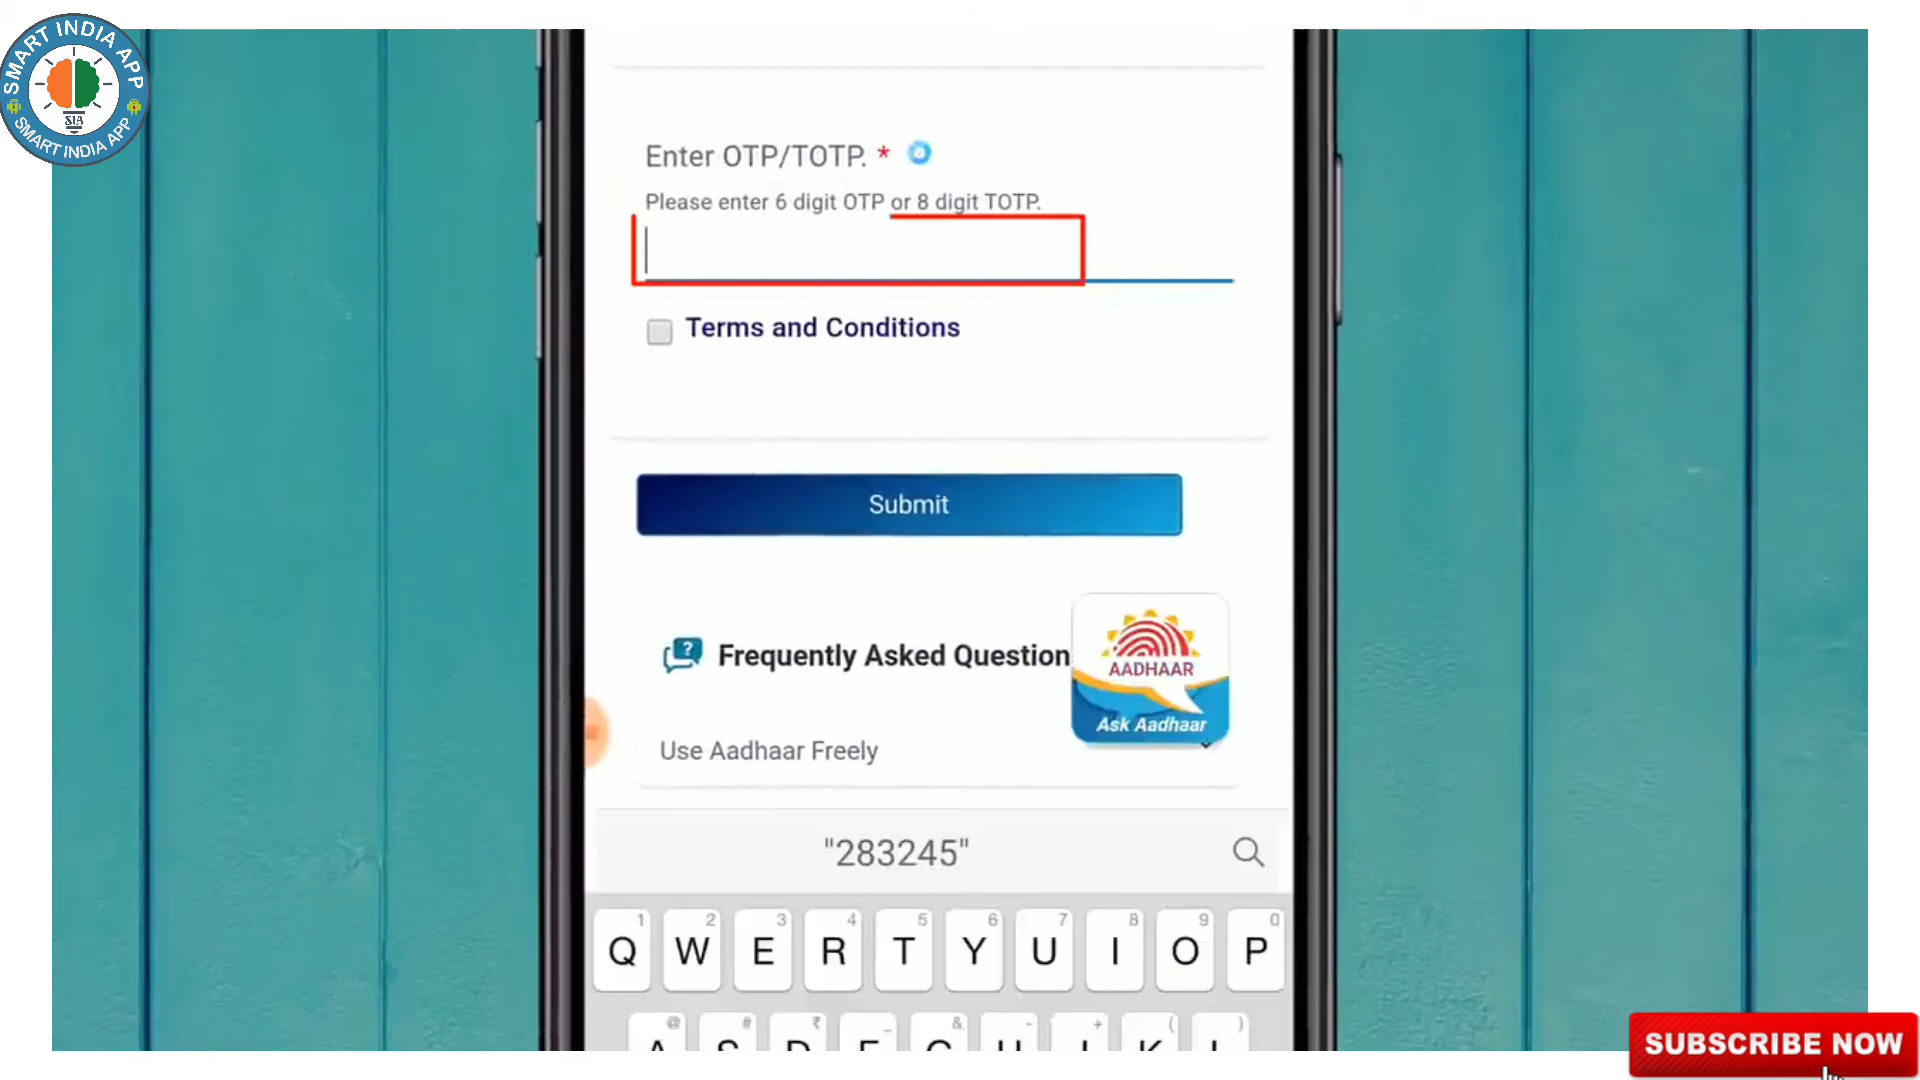 SMART INDIA APP
SIA
SMART INDIA APP
Enter OTP/TOTP. *
Please enter 6 digit OTP or 8 digit TOTP.
Terms and Conditions
Submit
Frequently Asked Question
AADHAAR
Ask Aadhaar
Use Aadhaar Freely
"283245"
1 2 3 4 5 6 7 8 9 0
Q W E R T Y U I O P
@ # ₹ _ & - + ( )
A S D F G H J K L
SUBSCRIBE NOW